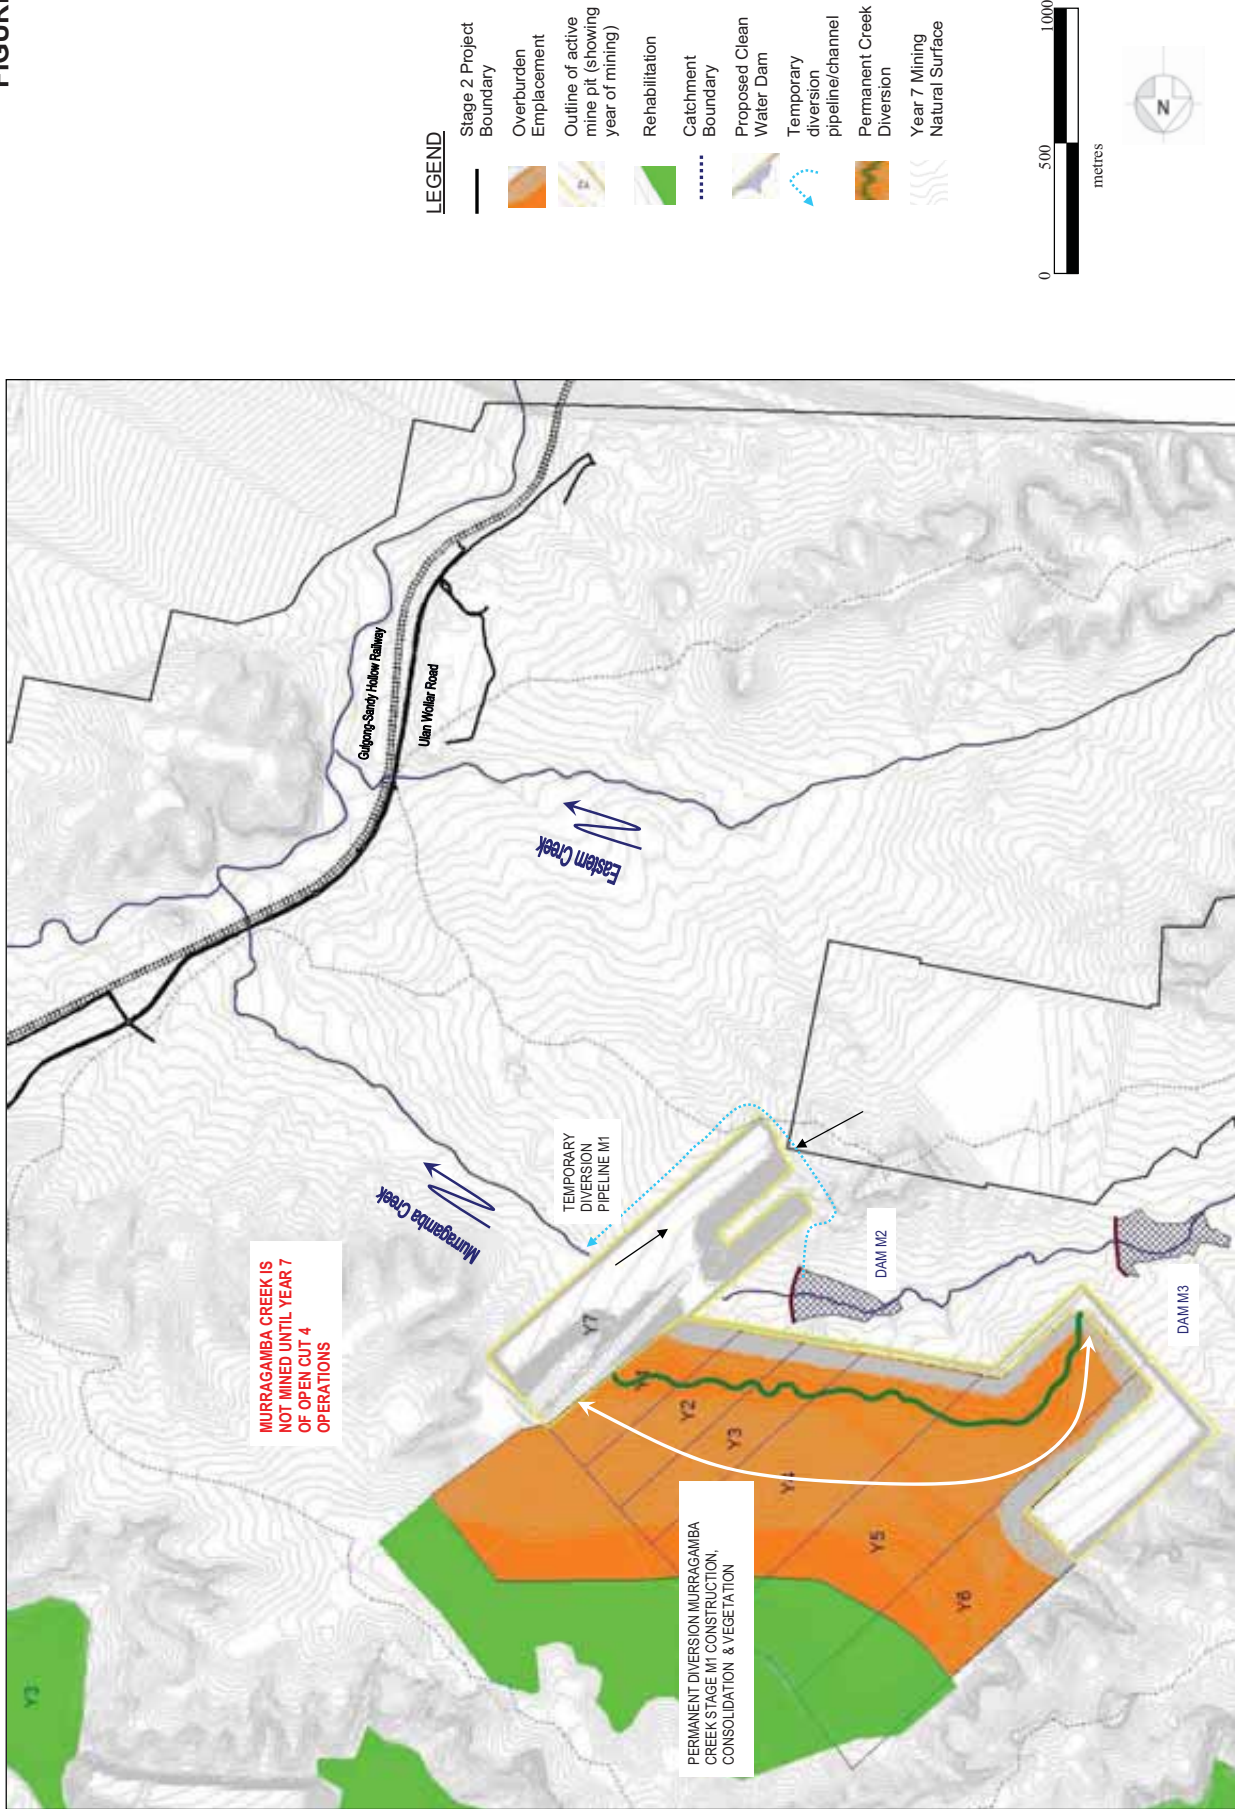 FIGURE
LEGEND
Stage 2 Project
Boundary
Overburden
Emplacement
Outline of active
mine pit (showing
year of mining)
Rehabilitation
Catchment
Boundary
Proposed Clean
Water Dam
Temporary
diversion
pipeline/channel
Permanent Creek
Diversion
Year 7 Mining
Natural Surface
0
500
1000
metres
N
Gulgong-Sandy Hollow Railway
Ulan Wollar Road
Eastern Creek
Murragamba Creek
MURRAGAMBA CREEK IS
NOT MINED UNTIL YEAR 7
OF OPEN CUT 4
OPERATIONS
TEMPORARY
DIVERSION
PIPELINE M1
DAM M2
DAM M3
Y7
Y2
Y3
Y4
Y5
Y6
Y3
PERMANENT DIVERSION MURRAGAMBA
CREEK STAGE M1 CONSTRUCTION,
CONSOLIDATION & VEGETATION